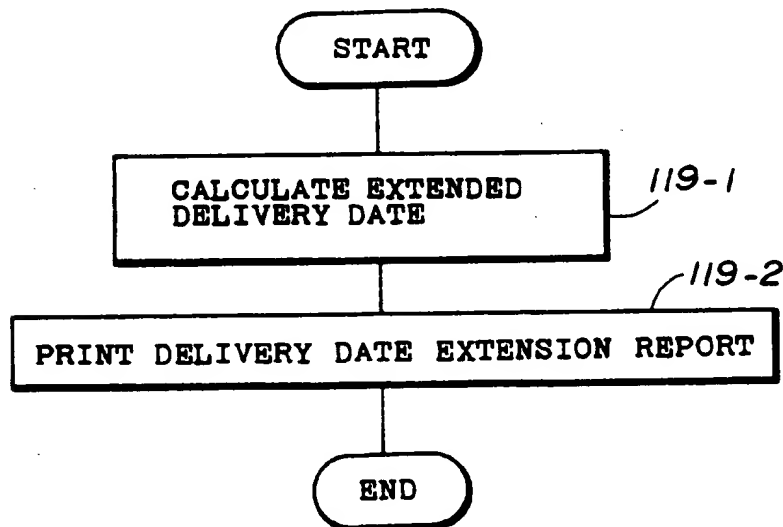 START
CALCULATE EXTENDED
DELIVERY DATE
119-1
119-2
PRINT DELIVERY DATE EXTENSION REPORT
END